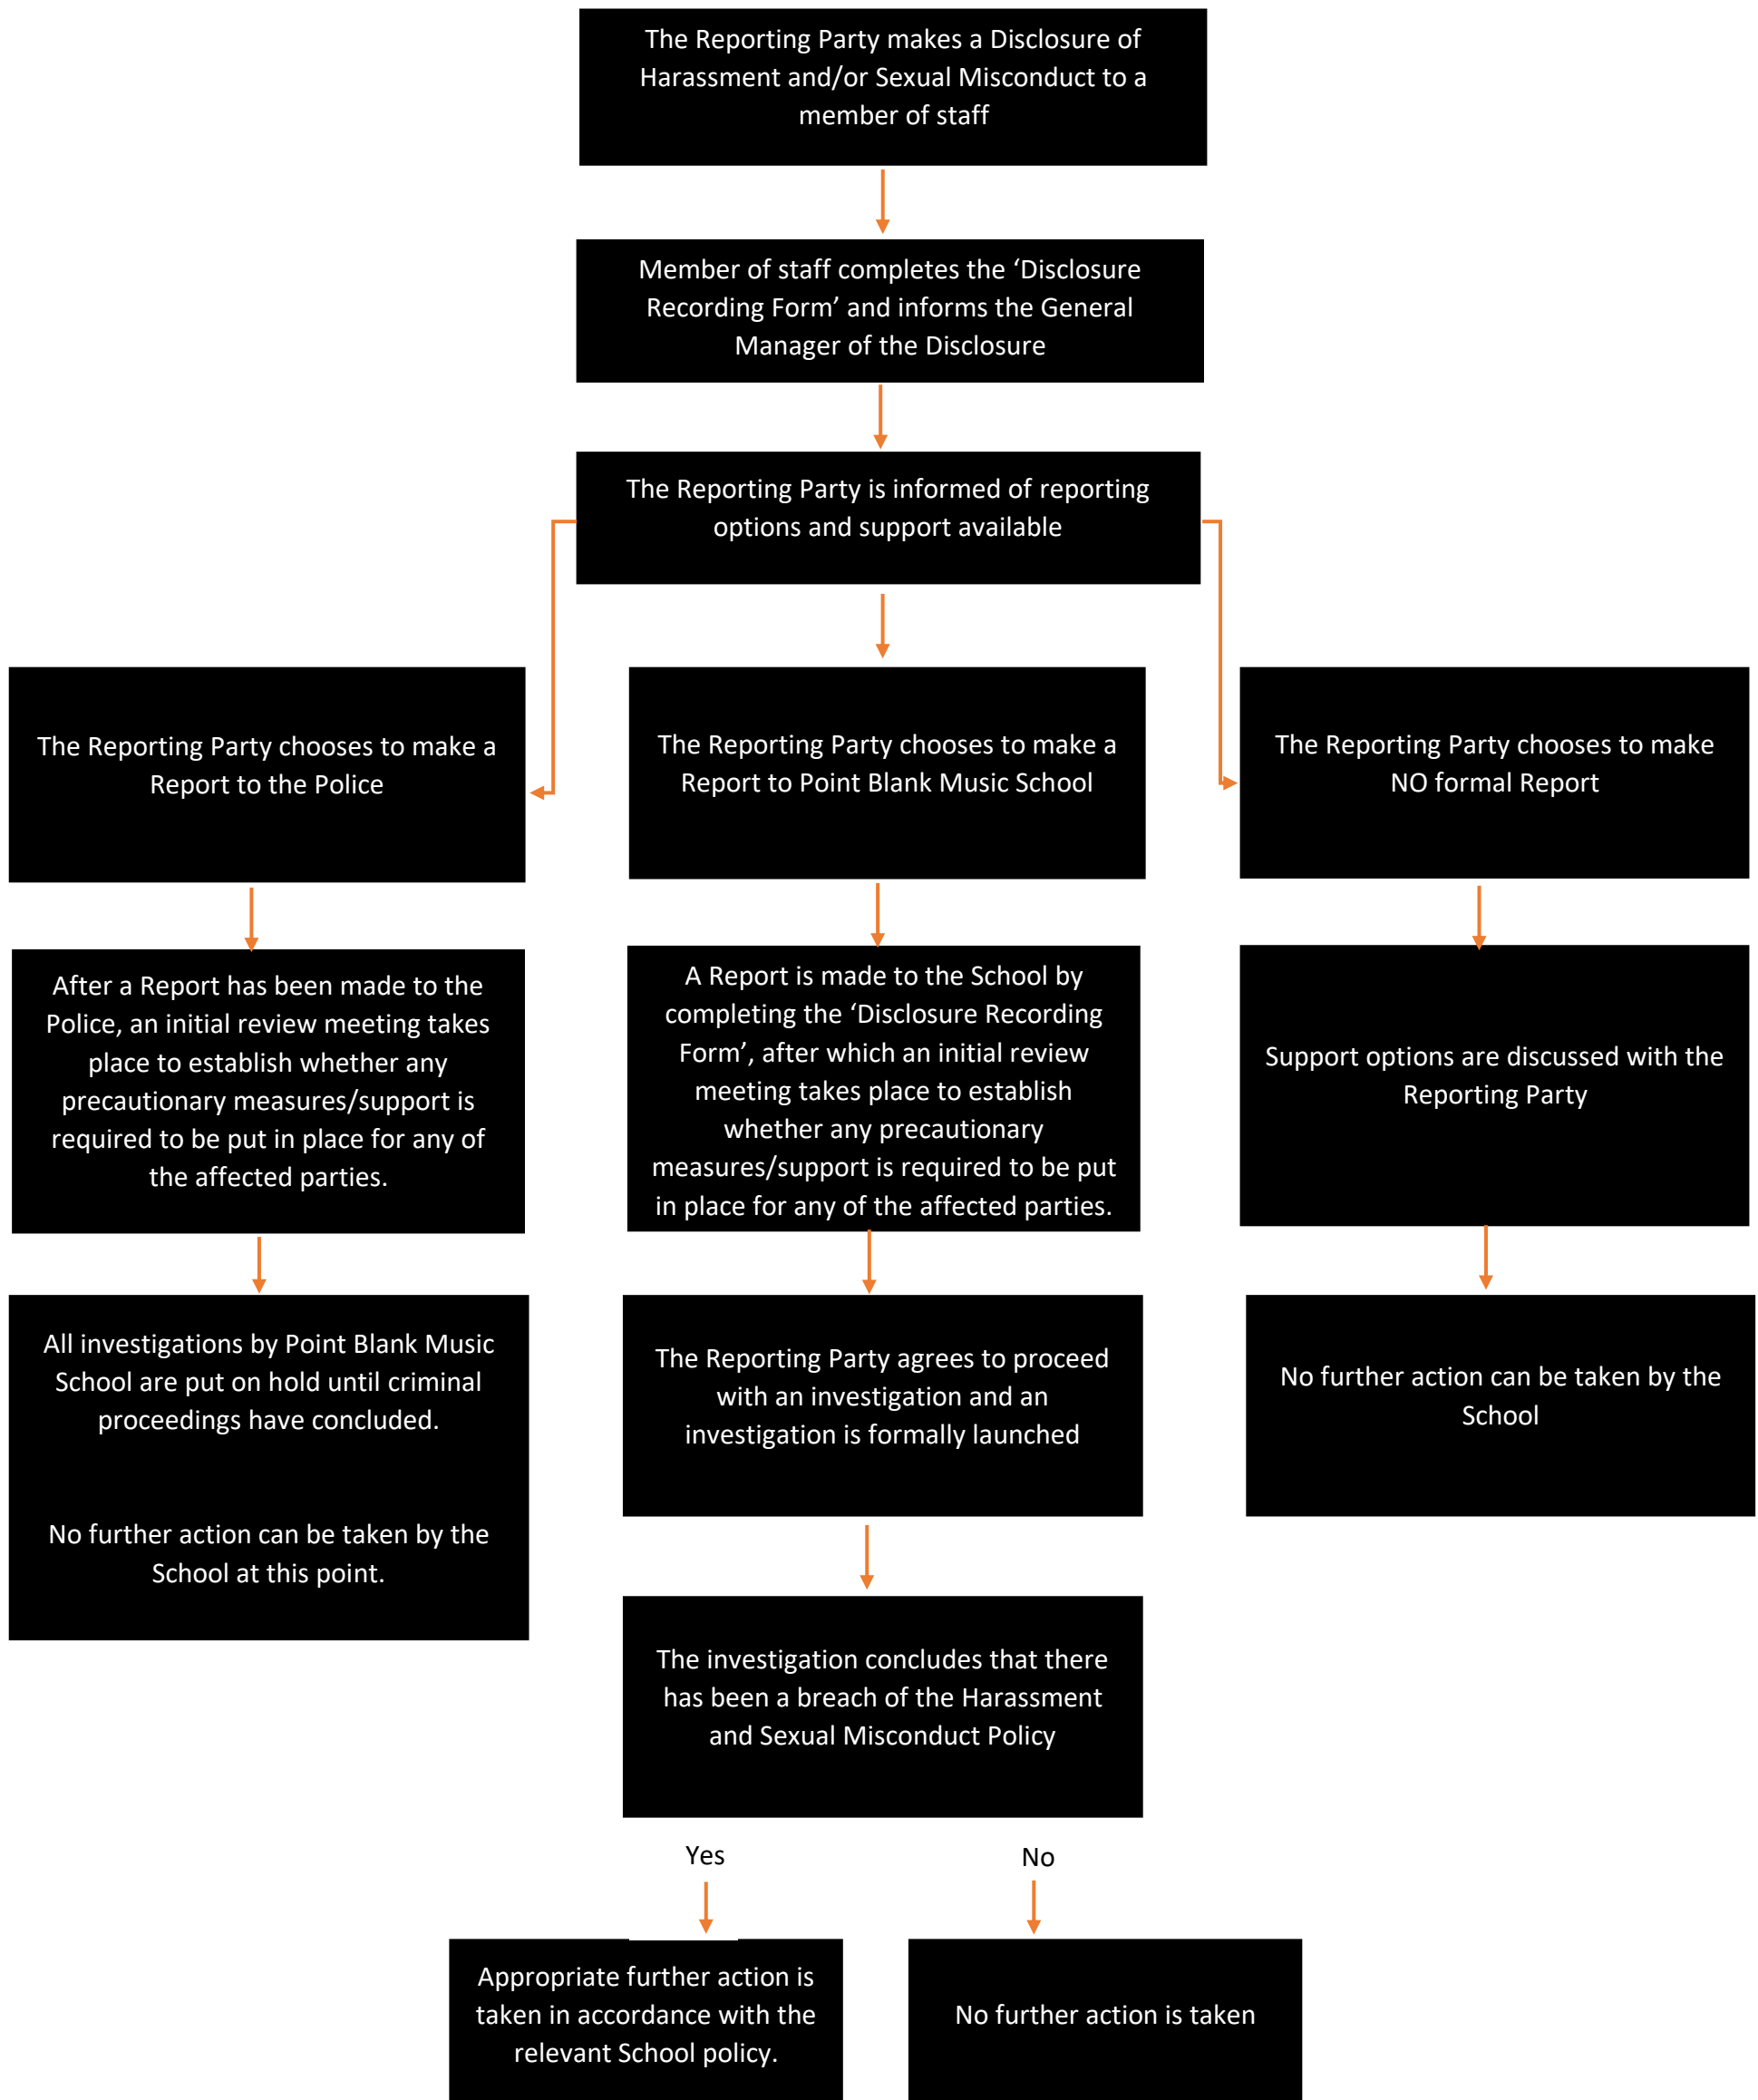 The Reporting Party makes a Disclosure of
Harassment and/or Sexual Misconduct to a
member of staff
Member of staff completes the ‘Disclosure
Recording Form’ and informs the General
Manager of the Disclosure
The Reporting Party is informed of reporting
options and support available
The Reporting Party chooses to make a
Report to the Police
The Reporting Party chooses to make a
Report to Point Blank Music School
The Reporting Party chooses to make
NO formal Report
After a Report has been made to the
Police, an initial review meeting takes
place to establish whether any
precautionary measures/support is
required to be put in place for any of
the affected parties.
A Report is made to the School by
completing the ‘Disclosure Recording
Form’, after which an initial review
meeting takes place to establish
whether any precautionary
measures/support is required to be put
in place for any of the affected parties.
Support options are discussed with the
Reporting Party
All investigations by Point Blank Music
School are put on hold until criminal
proceedings have concluded.
No further action can be taken by the
School at this point.
The Reporting Party agrees to proceed
with an investigation and an
investigation is formally launched
No further action can be taken by the
School
The investigation concludes that there
has been a breach of the Harassment
and Sexual Misconduct Policy
Yes
No
Appropriate further action is
taken in accordance with the
relevant School policy.
No further action is taken